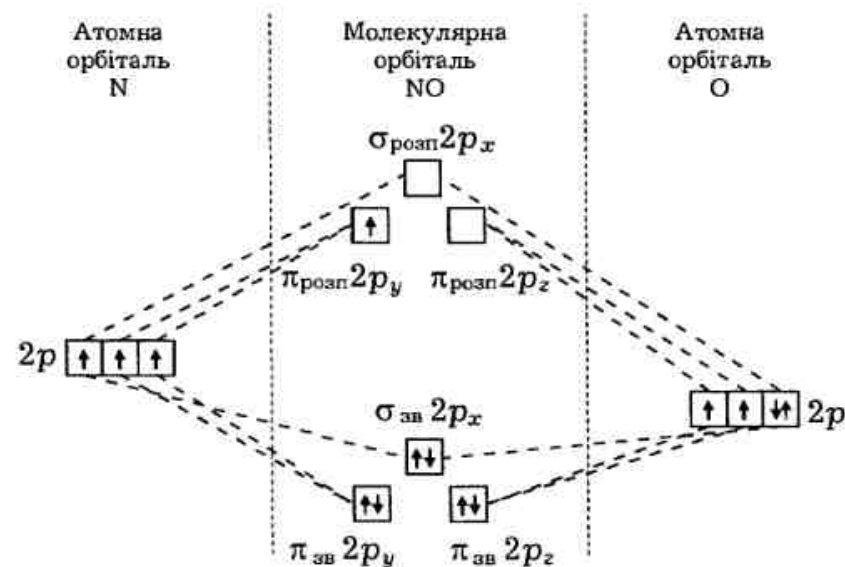 Атомна орбіталь N
Молекулярна орбіталь NO
Атомна орбіталь O
σрозп2pₓ
πрозп2py πрозп2pz
2p
σзв 2pₓ
2p
πзв 2py πзв 2pz